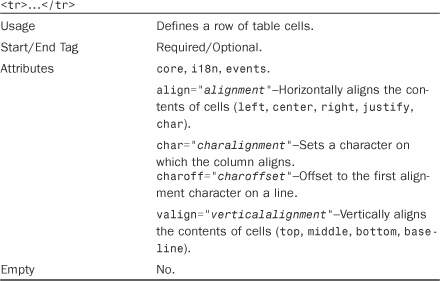 <tr>...</tr>
Usage Defines a row of table cells.
Start/End Tag Required/Optional.
Attributes core, i18n, events.
align="alignment"–Horizontally aligns the con-
tents of cells (left, center, right, justify,
char).
char="charalignment"–Sets a character on
which the column aligns.
charoff="charoffset"–Offset to the first align-
ment character on a line.
valign="verticalalignment"–Vertically aligns
the contents of cells (top, middle, bottom, base-
line).
Empty No.